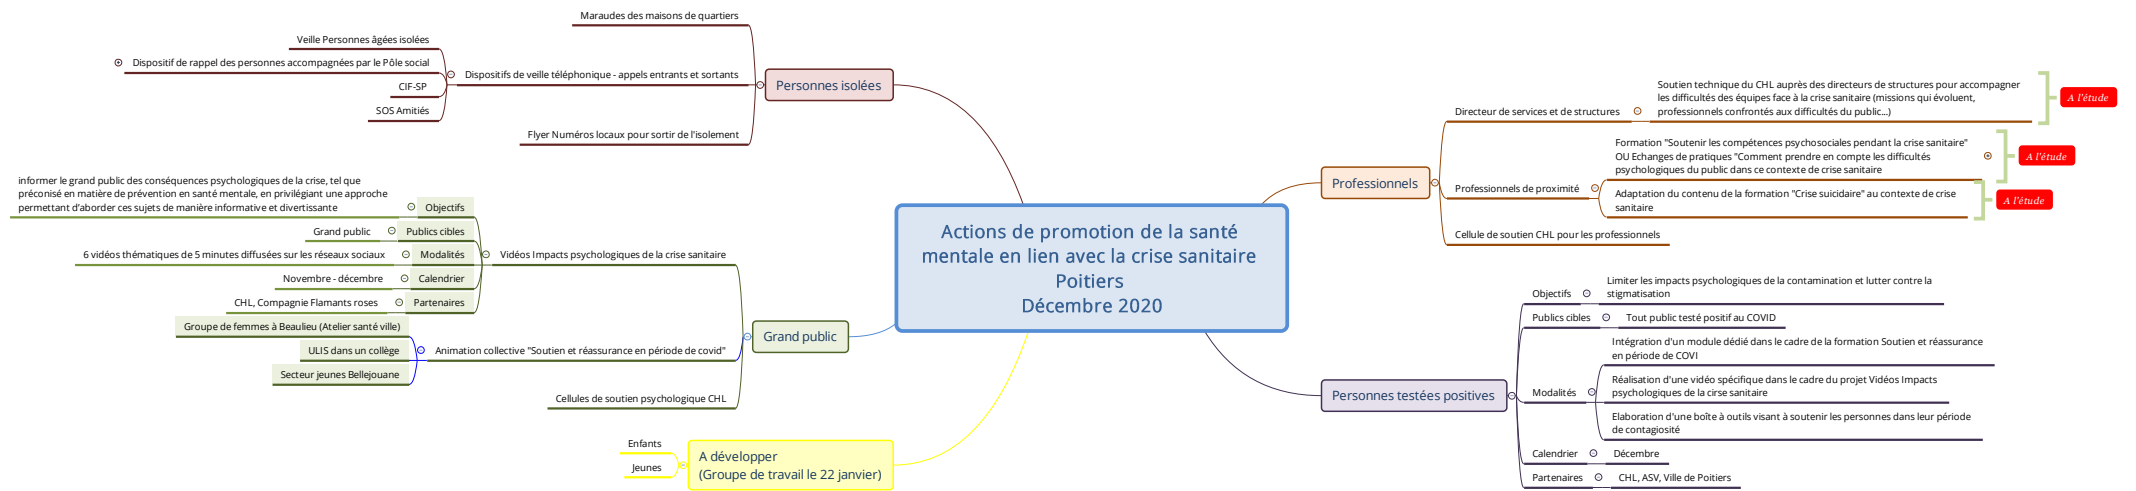 Actions de promotion de la santé
mentale en lien avec la crise sanitaire
Poitiers
Décembre 2020
Personnes isolées
Maraudes des maisons de quartiers
Dispositifs de veille téléphonique - appels entrants et sortants
Veille Personnes âgées isolées
Dispositif de rappel des personnes accompagnées par le Pôle social
CIF-SP
SOS Amitiés
Flyer Numéros locaux pour sortir de l'isolement
Grand public
Vidéos Impacts psychologiques de la crise sanitaire
Objectifs
informer le grand public des conséquences psychologiques de la crise, tel que
préconisé en matière de prévention en santé mentale, en privilégiant une approche
permettant d'aborder ces sujets de manière informative et divertissante
Publics cibles
Grand public
Modalités
6 vidéos thématiques de 5 minutes diffusées sur les réseaux sociaux
Calendrier
Novembre - décembre
Partenaires
CHL, Compagnie Flamants roses
Animation collective "Soutien et réassurance en période de covid"
Groupe de femmes à Beaulieu (Atelier santé ville)
ULIS dans un collège
Secteur jeunes Bellejouane
Cellules de soutien psychologique CHL
A développer
(Groupe de travail le 22 janvier)
Enfants
Jeunes
Professionnels
Directeur de services et de structures
Soutien technique du CHL auprès des directeurs de structures pour accompagner
les difficultés des équipes face à la crise sanitaire (missions qui évoluent,
professionnels confrontés aux difficultés du public...)
A l'étude
Professionnels de proximité
Formation "Soutenir les compétences psychosociales pendant la crise sanitaire"
OU Echanges de pratiques "Comment prendre en compte les difficultés
psychologiques du public dans ce contexte de crise sanitaire
A l'étude
Adaptation du contenu de la formation "Crise suicidaire" au contexte de crise
sanitaire
A l'étude
Cellule de soutien CHL pour les professionnels
Personnes testées positives
Objectifs
Limiter les impacts psychologiques de la contamination et lutter contre la
stigmatisation
Publics cibles
Tout public testé positif au COVID
Modalités
Intégration d'un module dédié dans le cadre de la formation Soutien et réassurance
en période de COVI
Réalisation d'une vidéo spécifique dans le cadre du projet Vidéos Impacts
psychologiques de la cirse sanitaire
Elaboration d'une boîte à outils visant à soutenir les personnes dans leur période
de contagiosité
Calendrier
Décembre
Partenaires
CHL, ASV, Ville de Poitiers